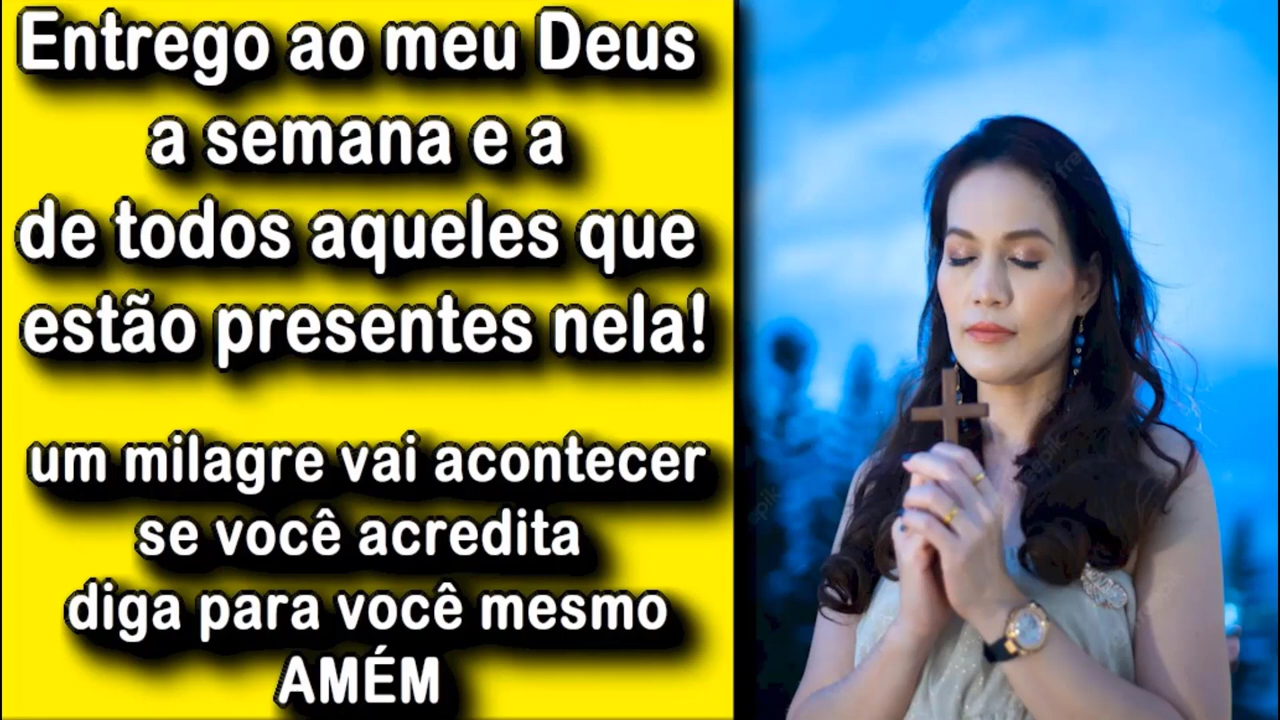 Entrego ao meu Deus
a semana e a
de todos aqueles que
estão presentes nela!
um milagre vai acontecer
se você acredita
diga para você mesmo
AMÉM